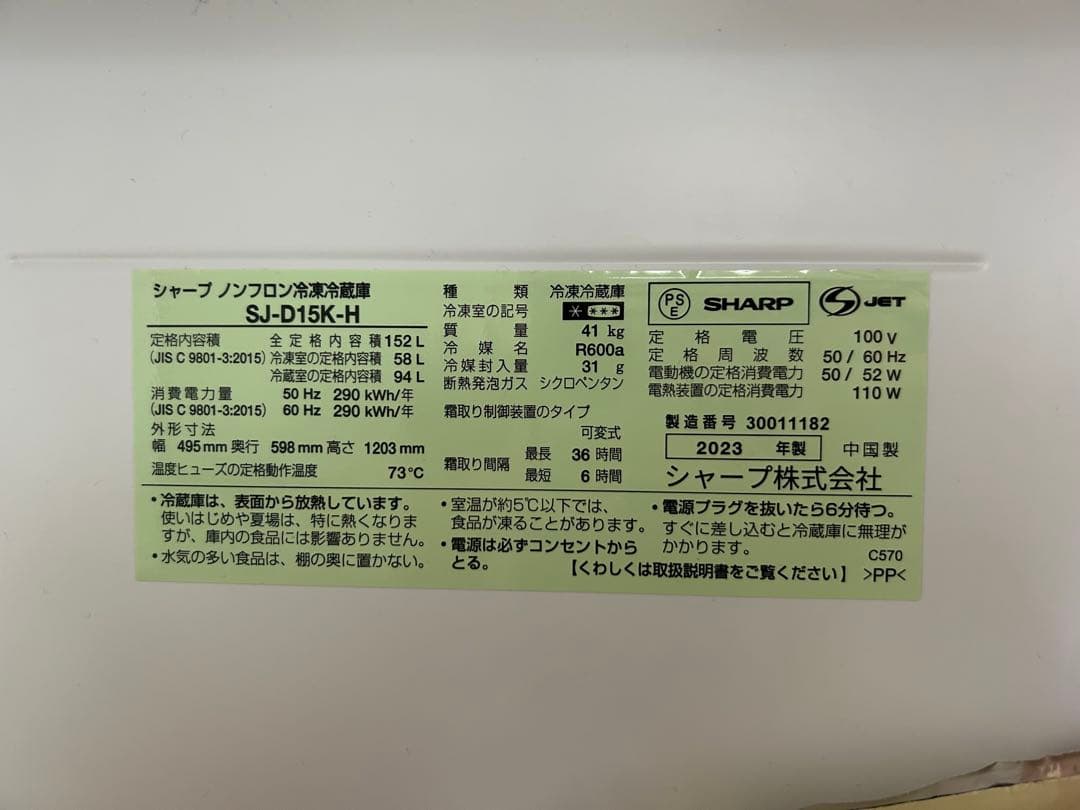 シャープ ノンフロン冷凍冷蔵庫
SJ-D15K-H
定格内容積 全定格内容積 152 L
(JIS C 9801-3:2015) 冷凍室の定格内容積 58 L
冷蔵室の定格内容積 94 L
消費電力量 50 Hz 290 kWh/年
(JIS C 9801-3:2015) 60 Hz 290 kWh/年
外形寸法
幅 495mm 奥行 598mm 高さ 1203mm
温度ヒューズの定格動作温度 73℃
種類 冷凍冷蔵庫
冷凍室の記号 * ***
質量 41 kg
冷媒名 R600a
冷媒封入量 31 g
断熱発泡ガス シクロペンタン
霜取り制御装置のタイプ
可変式
霜取り間隔 最長 36 時間
最短 6 時間
PSE SHARP JET
定格電圧 100 V
定格周波数 50 / 60 Hz
電動機の定格消費電力 50 / 52 W
電熱装置の定格消費電力 110 W
製造番号 30011182
2023 年製 中国製
シャープ株式会社
・冷蔵庫は、表面から放熱しています。
使いはじめや夏場は、特に熱くなりま
すが、庫内の食品には影響ありません。
・水気の多い食品は、棚の奥に置かない。
・室温が約5℃以下では、
食品が凍ることがあります。
・電源は必ずコンセントから
とる。
・電源プラグを抜いたら6分待つ。
すぐに差し込むと冷蔵庫に無理が
かかります。
C570
【くわしくは取扱説明書をご覧ください】 >PP<